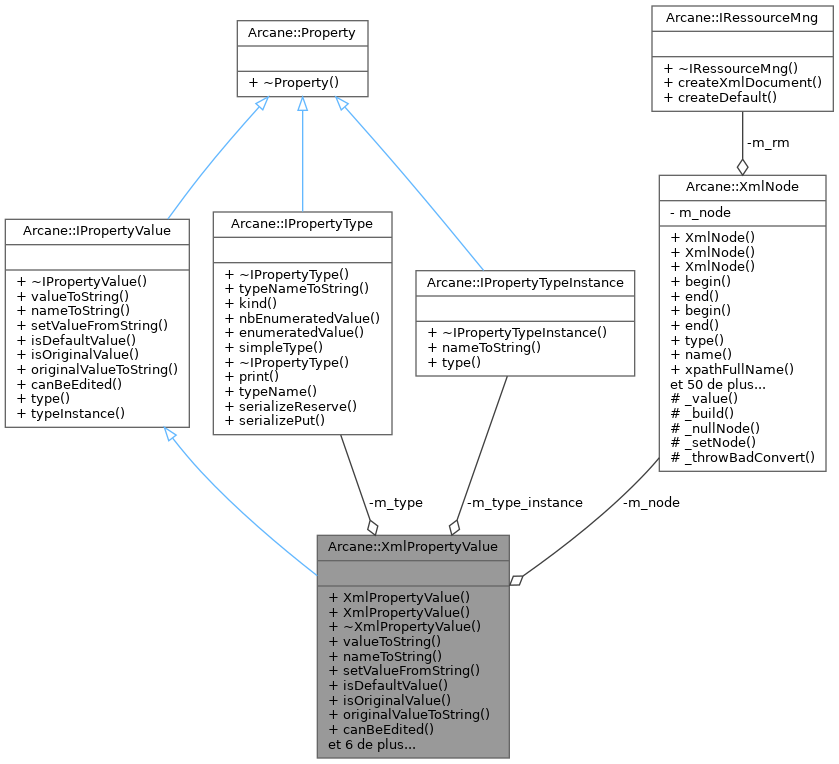 Arcane::Property
+ ~Property()
Arcane::IRessourceMng
+ ~IRessourceMng()
+ createXmlDocument()
+ createDefault()
-m_rm
Arcane::IPropertyValue
+ ~IPropertyValue()
+ valueToString()
+ nameToString()
+ setValueFromString()
+ isDefaultValue()
+ isOriginalValue()
+ originalValueToString()
+ canBeEdited()
+ type()
+ typeInstance()
Arcane::IPropertyType
+ ~IPropertyType()
+ typeNameToString()
+ kind()
+ nbEnumeratedValue()
+ enumeratedValue()
+ simpleType()
+ ~IPropertyType()
+ print()
+ typeName()
+ serializeReserve()
+ serializePut()
Arcane::IPropertyTypeInstance
+ ~IPropertyTypeInstance()
+ nameToString()
+ type()
Arcane::XmlNode
- m_node
+ XmlNode()
+ XmlNode()
+ XmlNode()
+ begin()
+ end()
+ begin()
+ end()
+ type()
+ name()
+ xpathFullName()
et 50 de plus...
# _value()
# _build()
# _nullNode()
# _setNode()
# _throwBadConvert()
-m_type
-m_type_instance
-m_node
Arcane::XmlPropertyValue
+ XmlPropertyValue()
+ XmlPropertyValue()
+ ~XmlPropertyValue()
+ valueToString()
+ nameToString()
+ setValueFromString()
+ isDefaultValue()
+ isOriginalValue()
+ originalValueToString()
+ canBeEdited()
et 6 de plus...